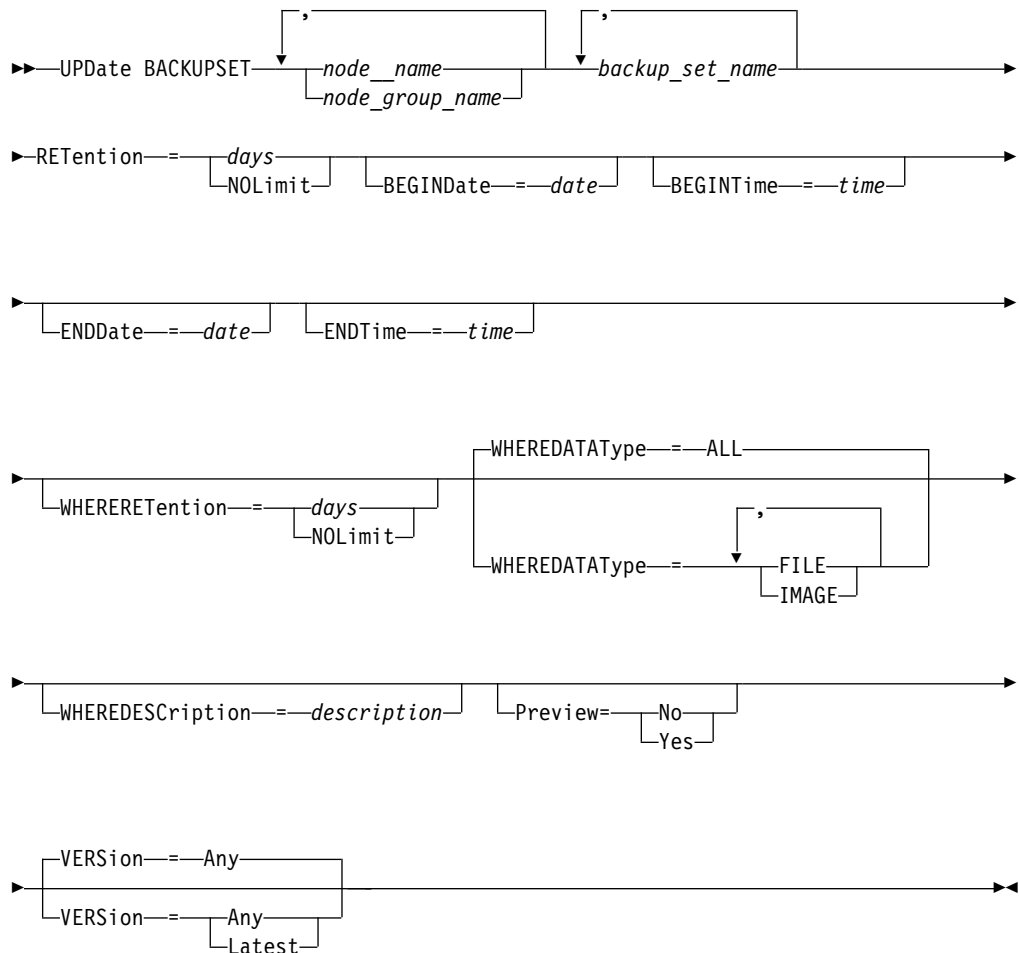 , ,
UPDate BACKUPSET node__name backup_set_name
node_group_name
RETention = days BEGINDate = date BEGINTime = time
NOLimit
ENDDate = date ENDTime = time
WHEREDATAType = ALL
WHERERETention = days ,
NOLimit WHEREDATAType = FILE
IMAGE
WHEREDESCription = description Preview= No
Yes
VERSion = Any
VERSion = Any
Latest